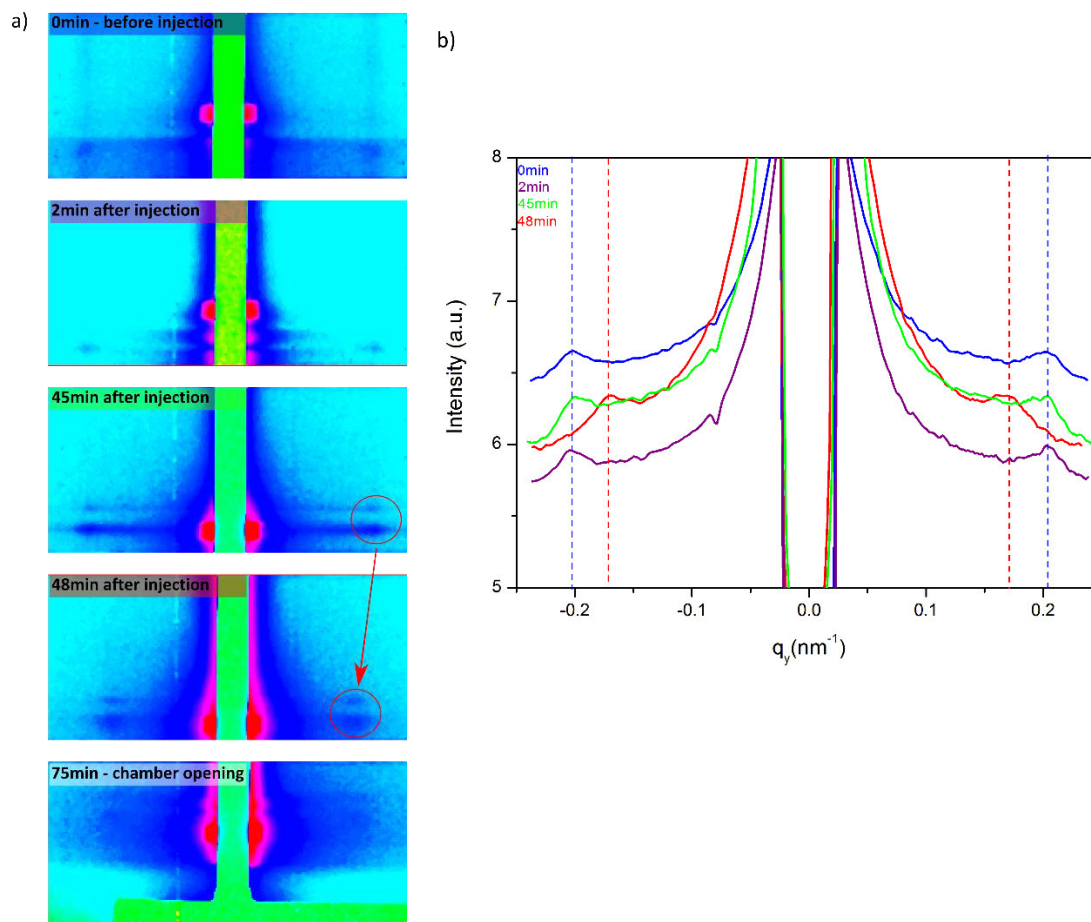 a)
0min - before injection
2min after injection
45min after injection
48min after injection
75min - chamber opening
b)
8
7
6
5
Intensity (a.u.)
0min
2min
45min
48min
-0.2
-0.1
0.0
0.1
0.2
q_y(nm⁻¹)